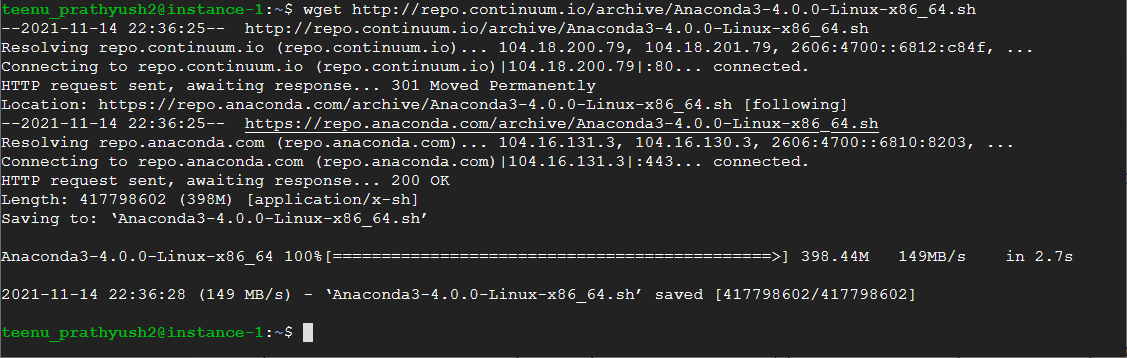 teenu_prathyush2@instance-1:~$ wget http://repo.continuum.io/archive/Anaconda3-4.0.0-Linux-x86_64.sh
--2021-11-14 22:36:25--  http://repo.continuum.io/archive/Anaconda3-4.0.0-Linux-x86_64.sh
Resolving repo.continuum.io (repo.continuum.io)... 104.18.200.79, 104.18.201.79, 2606:4700::6812:c84f, ...
Connecting to repo.continuum.io (repo.continuum.io)|104.18.200.79|:80... connected.
HTTP request sent, awaiting response... 301 Moved Permanently
Location: https://repo.anaconda.com/archive/Anaconda3-4.0.0-Linux-x86_64.sh [following]
--2021-11-14 22:36:25--  https://repo.anaconda.com/archive/Anaconda3-4.0.0-Linux-x86_64.sh
Resolving repo.anaconda.com (repo.anaconda.com)... 104.16.131.3, 104.16.130.3, 2606:4700::6810:8203, ...
Connecting to repo.anaconda.com (repo.anaconda.com)|104.16.131.3|:443... connected.
HTTP request sent, awaiting response... 200 OK
Length: 417798602 (398M) [application/x-sh]
Saving to: ‘Anaconda3-4.0.0-Linux-x86_64.sh’
Anaconda3-4.0.0-Linux-x86_64 100%[=============================================>] 398.44M   149MB/s    in 2.7s
2021-11-14 22:36:28 (149 MB/s) - ‘Anaconda3-4.0.0-Linux-x86_64.sh’ saved [417798602/417798602]
teenu_prathyush2@instance-1:~$